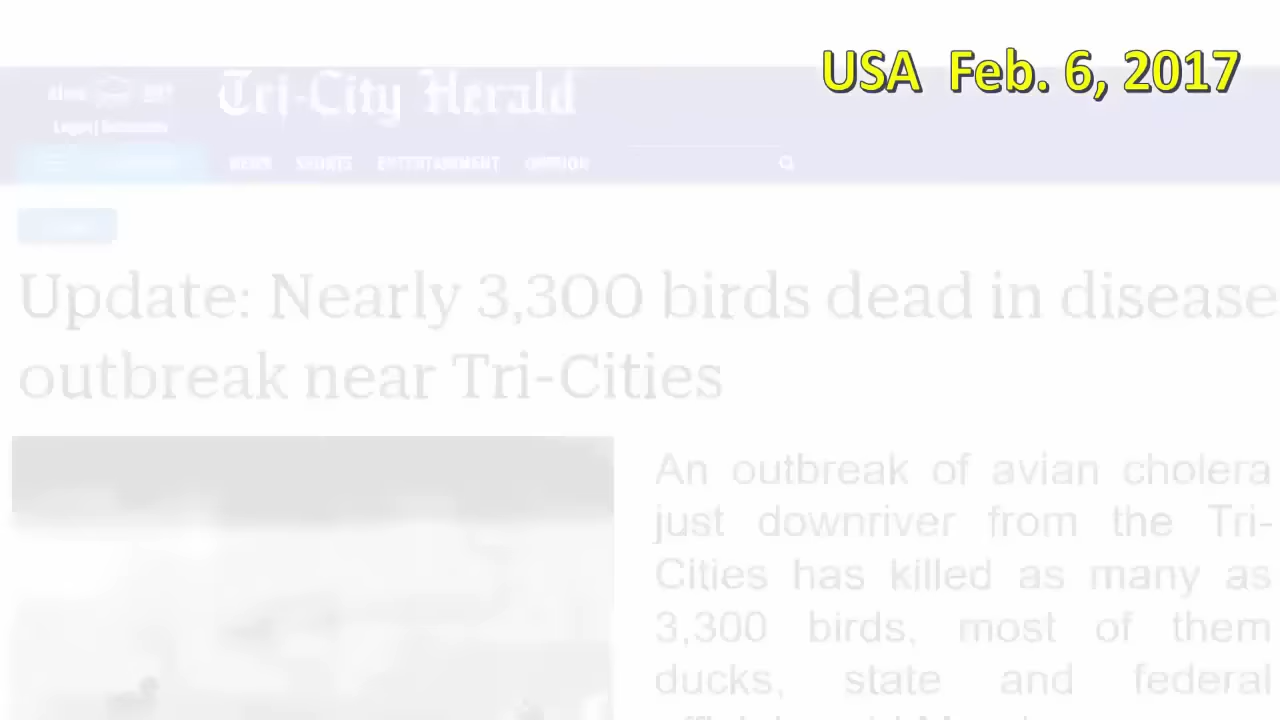 USA Feb. 6, 2017
Tri-City Herald
NEWS SPORTS ENTERTAINMENT OPINION
Update: Nearly 3,300 birds dead in disease
outbreak near Tri-Cities
An outbreak of avian cholera
just downriver from the Tri-
Cities has killed as many as
3,300 birds, most of them
ducks, state and federal